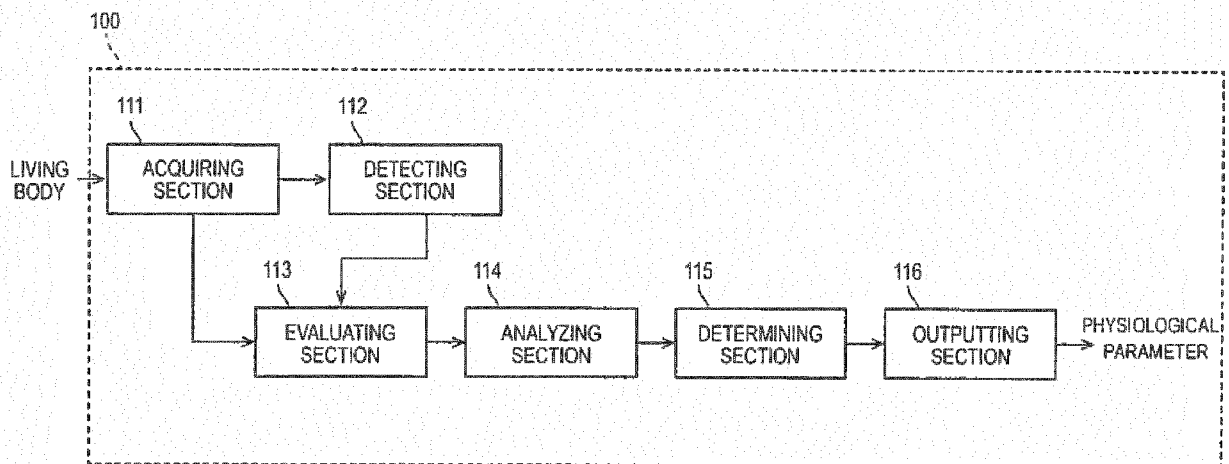 100
111
112
LIVING
BODY
ACQUIRING
SECTION
DETECTING
SECTION
113
114
115
116
EVALUATING
SECTION
ANALYZING
SECTION
DETERMINING
SECTION
OUTPUTTING
SECTION
PHYSIOLOGICAL
PARAMETER